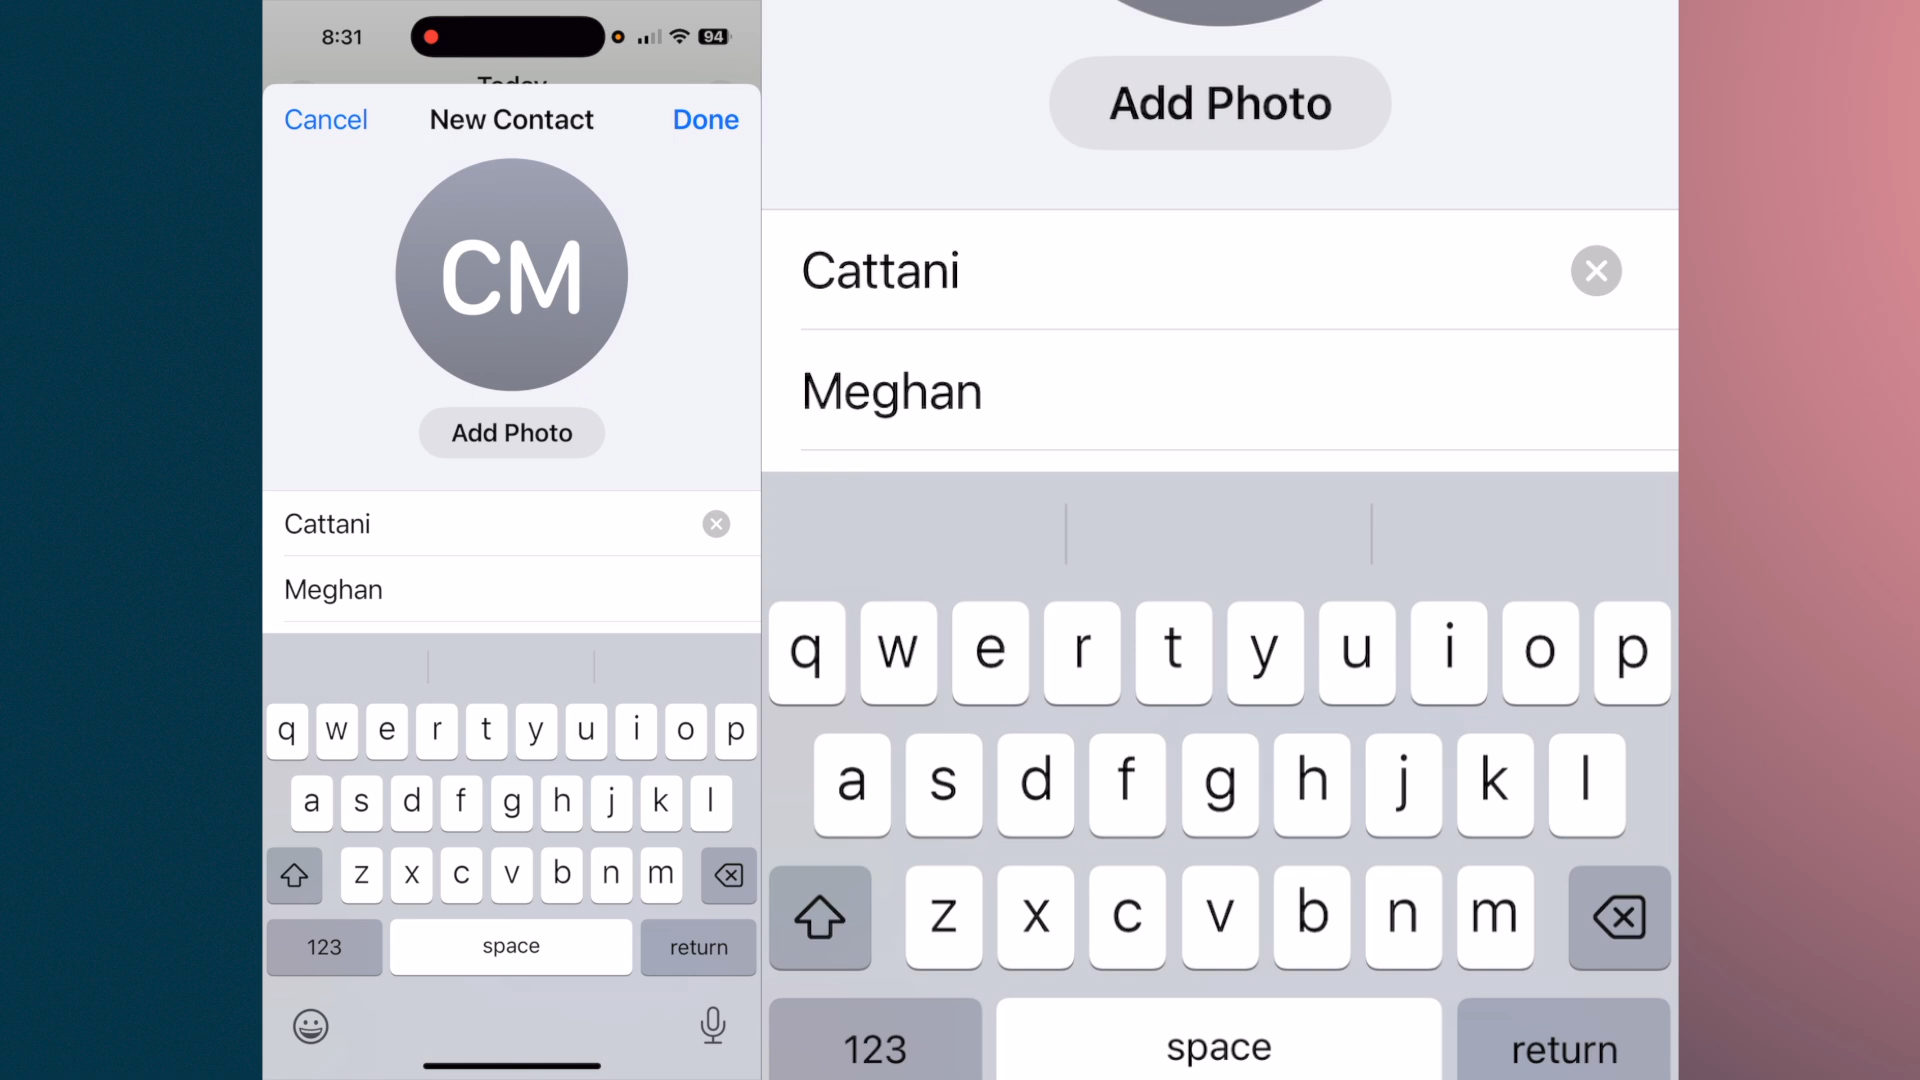 8:31
94
Today
Cancel
New Contact
Done
CM
Add Photo
Cattani
Meghan
q w e r t y u i o p
a s d f g h j k l
z x c v b n m
123
space
return
Add Photo
Cattani
Meghan
q w e r t y u i o p
a s d f g h j k l
z x c v b n m
123
space
return